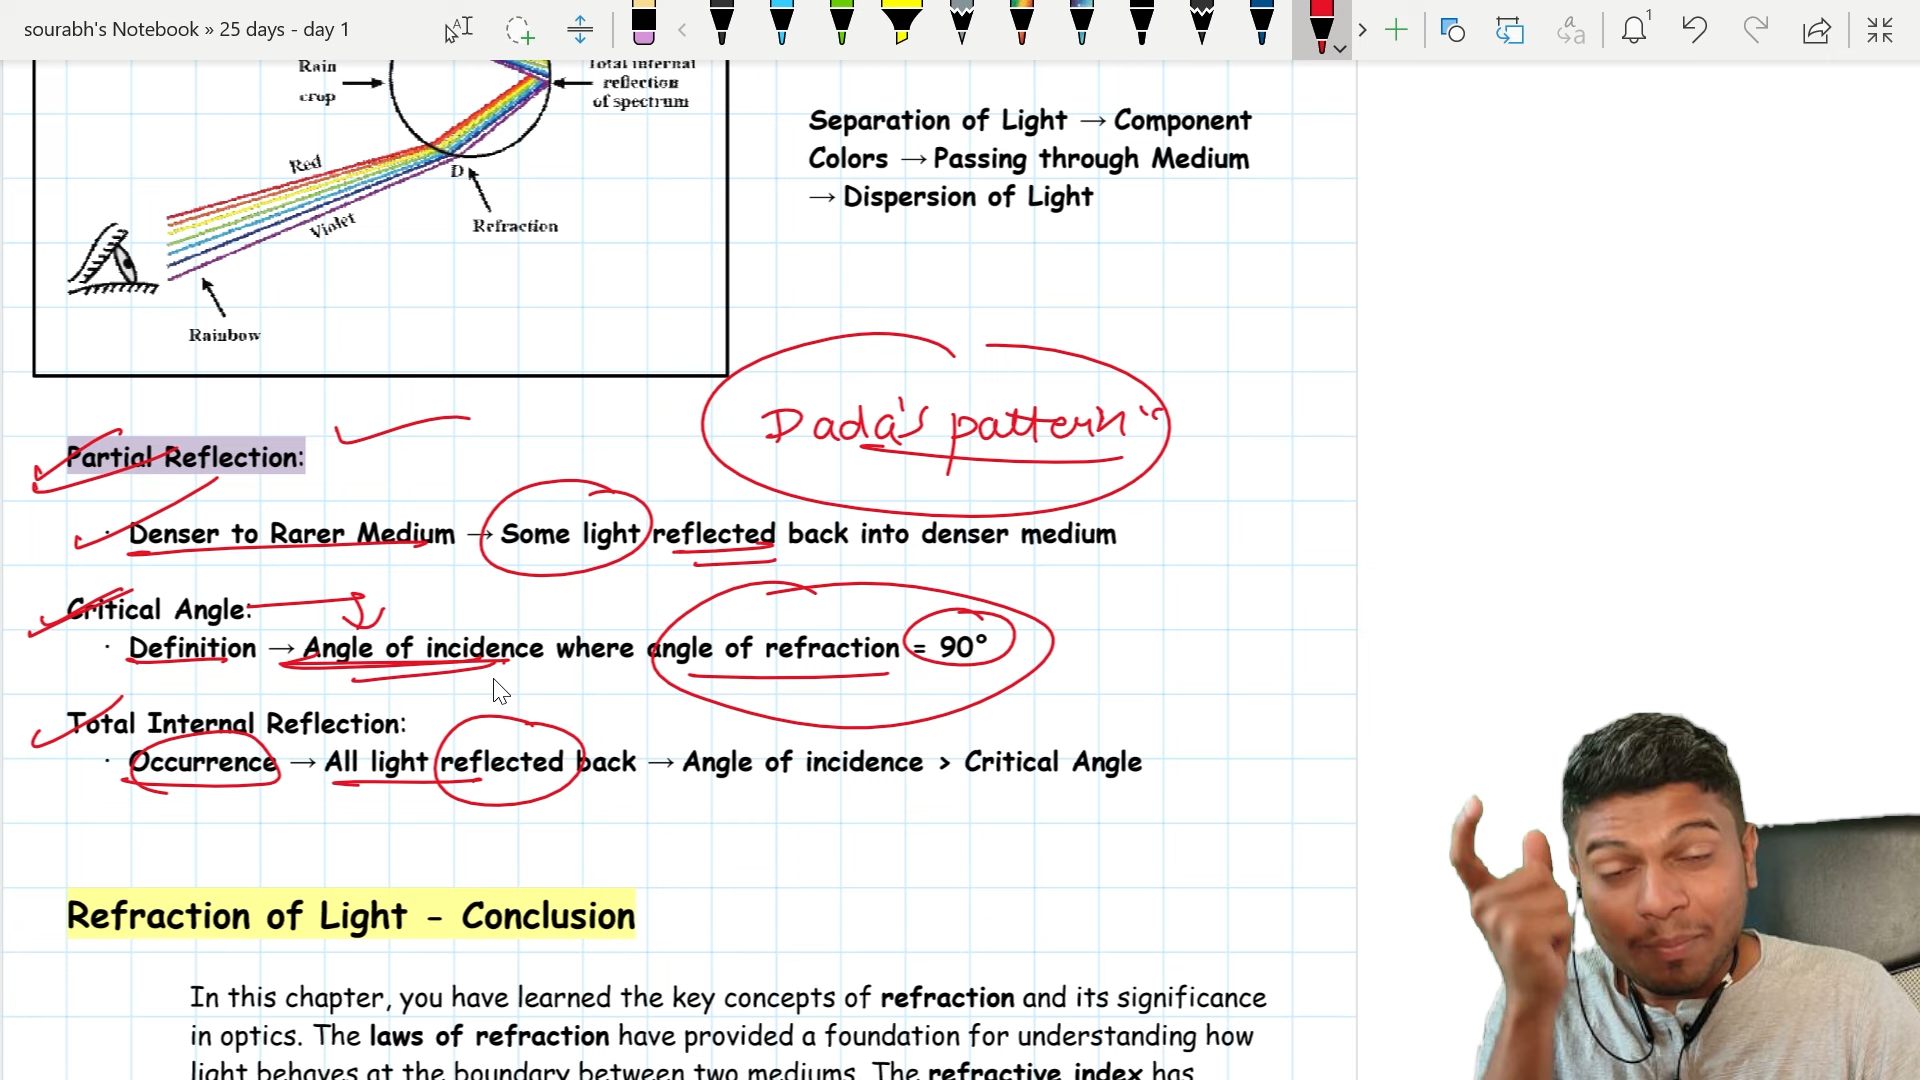 sourabh's Notebook » 25 days - day 1
1
Rain
crop
Total internal
reflection
of spectrum
Red
D
Violet
Refraction
Rainbow
Separation of Light → Component
Colors → Passing through Medium
→ Dispersion of Light
Dada's pattern"
Partial Reflection:
· Denser to Rarer Medium → Some light reflected back into denser medium
Critical Angle:
· Definition → Angle of incidence where angle of refraction = 90°
Total Internal Reflection:
· Occurrence → All light reflected back → Angle of incidence > Critical Angle
Refraction of Light - Conclusion
In this chapter, you have learned the key concepts of refraction and its significance
in optics. The laws of refraction have provided a foundation for understanding how
light behaves at the boundary between two mediums. The refractive index has